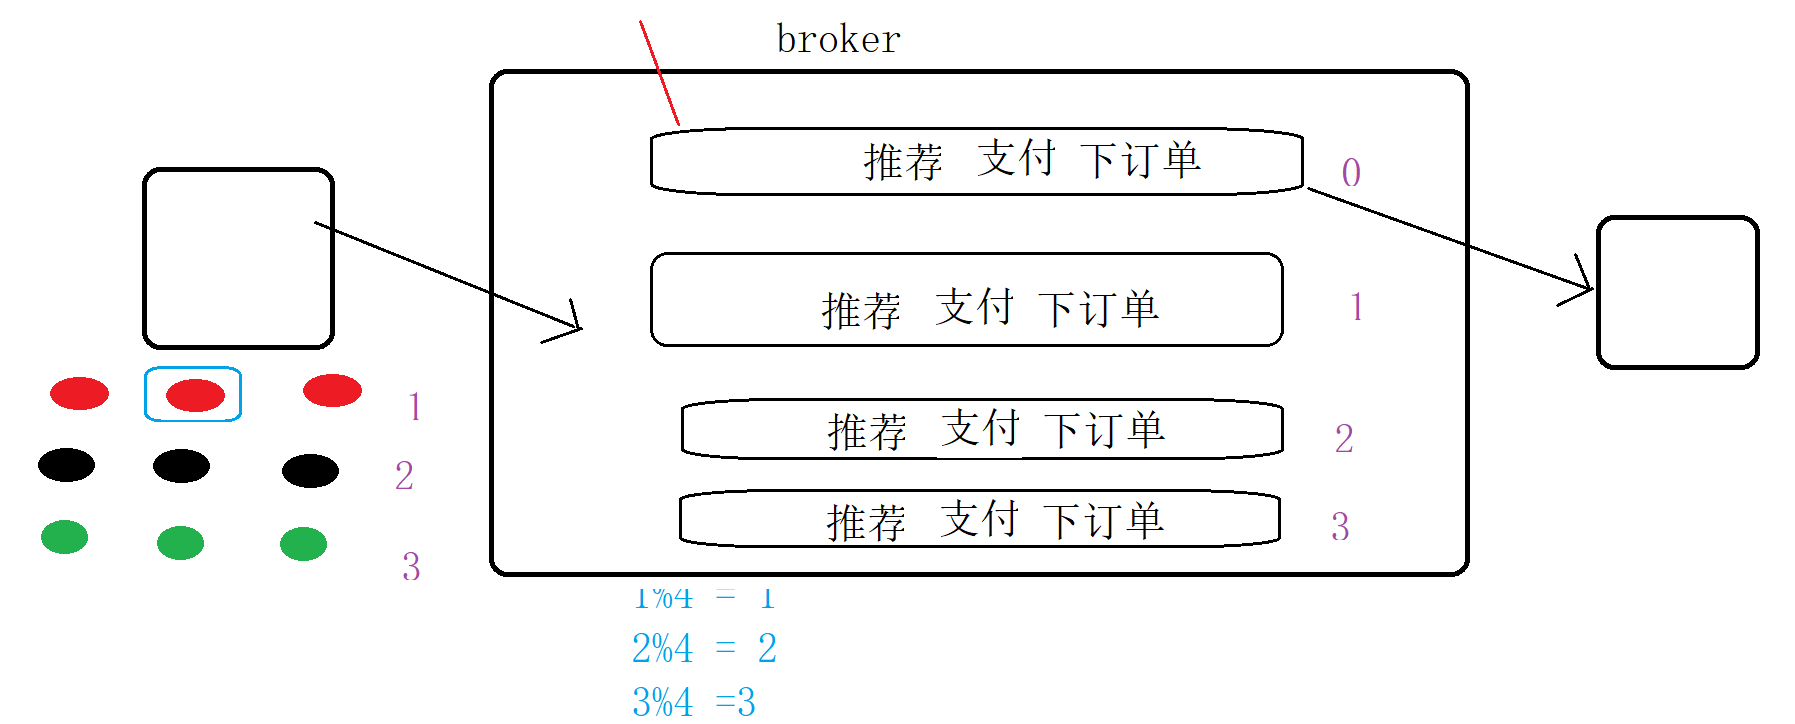 broker
推荐 支付 下订单 0
推荐 支付 下订单 1
推荐 支付 下订单 2
推荐 支付 下订单 3
1
2
3
1%4 = 1
2%4 = 2
3%4 =3